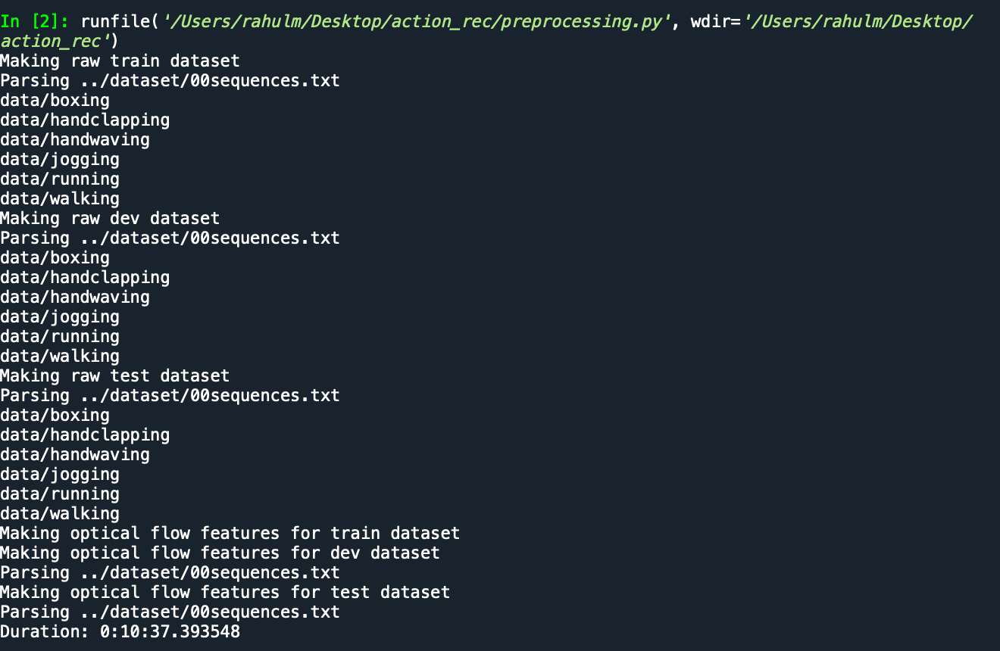 In [2]: runfile('/Users/rahulm/Desktop/action_rec/preprocessing.py', wdir='/Users/rahulm/Desktop/
action_rec')
Making raw train dataset
Parsing ../dataset/00sequences.txt
data/boxing
data/handclapping
data/handwaving
data/jogging
data/running
data/walking
Making raw dev dataset
Parsing ../dataset/00sequences.txt
data/boxing
data/handclapping
data/handwaving
data/jogging
data/running
data/walking
Making raw test dataset
Parsing ../dataset/00sequences.txt
data/boxing
data/handclapping
data/handwaving
data/jogging
data/running
data/walking
Making optical flow features for train dataset
Making optical flow features for dev dataset
Parsing ../dataset/00sequences.txt
Making optical flow features for test dataset
Parsing ../dataset/00sequences.txt
Duration: 0:10:37.393548